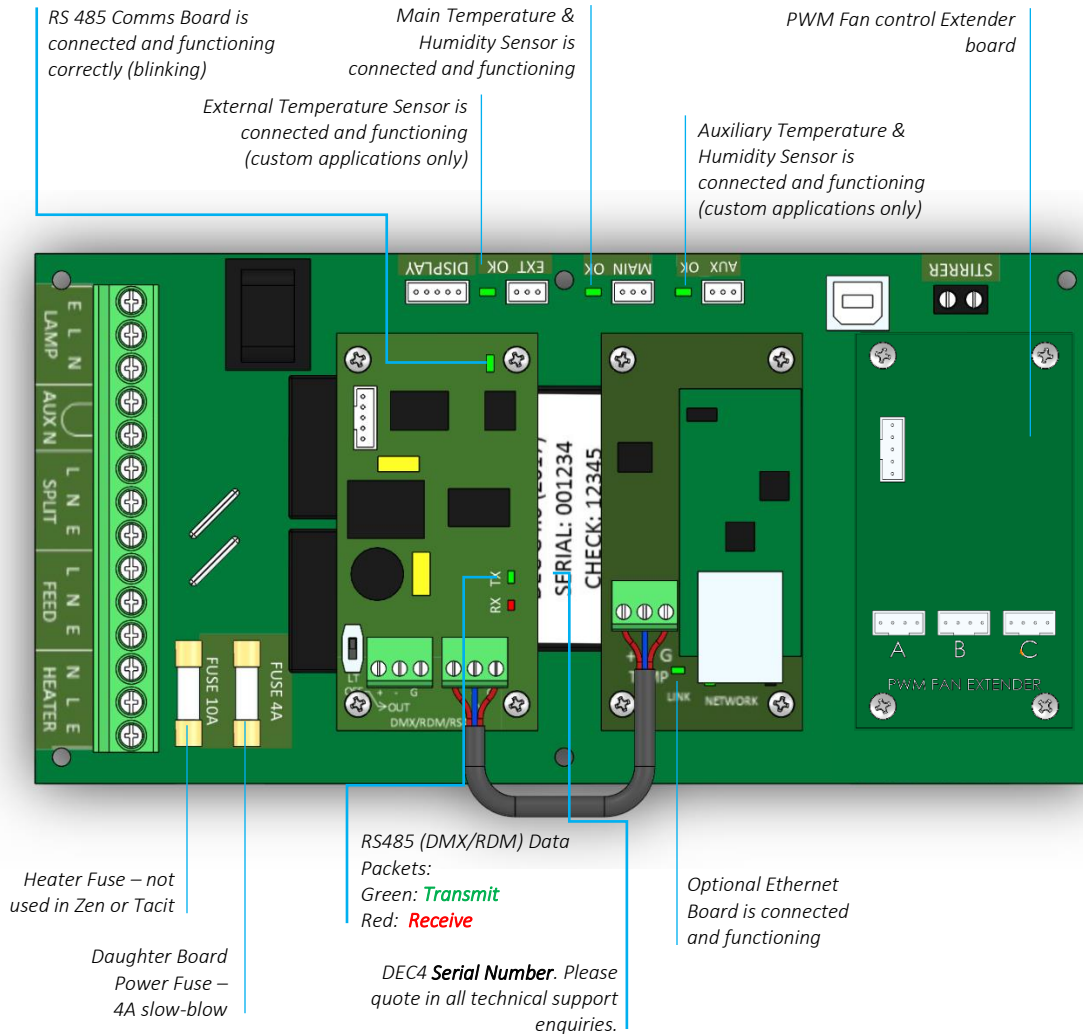 RS 485 Comms Board is
connected and functioning
correctly (blinking)
Main Temperature &
Humidity Sensor is
connected and functioning
PWM Fan control Extender
board
External Temperature Sensor is
connected and functioning
(custom applications only)
Auxiliary Temperature &
Humidity Sensor is
connected and functioning
(custom applications only)
DISPLAY
EXT OK
MAIN OK
AUX OK
STIRRER
E L N
LAMP
AUX N
L N E
SPLIT
L N E
FEED
N L E
HEATER
FUSE 10A
FUSE 4A
TX
RX
LT
+ - G
OUT
DMX/RDM/RS
SERIAL: 001234
CHECK: 12345
+ G
LINK
NETWORK
A B C
PWM FAN EXTENDER
Heater Fuse – not
used in Zen or Tacit
Daughter Board
Power Fuse –
4A slow-blow
RS485 (DMX/RDM) Data
Packets:
Green: Transmit
Red: Receive
DEC4 Serial Number. Please
quote in all technical support
enquiries.
Optional Ethernet
Board is connected
and functioning